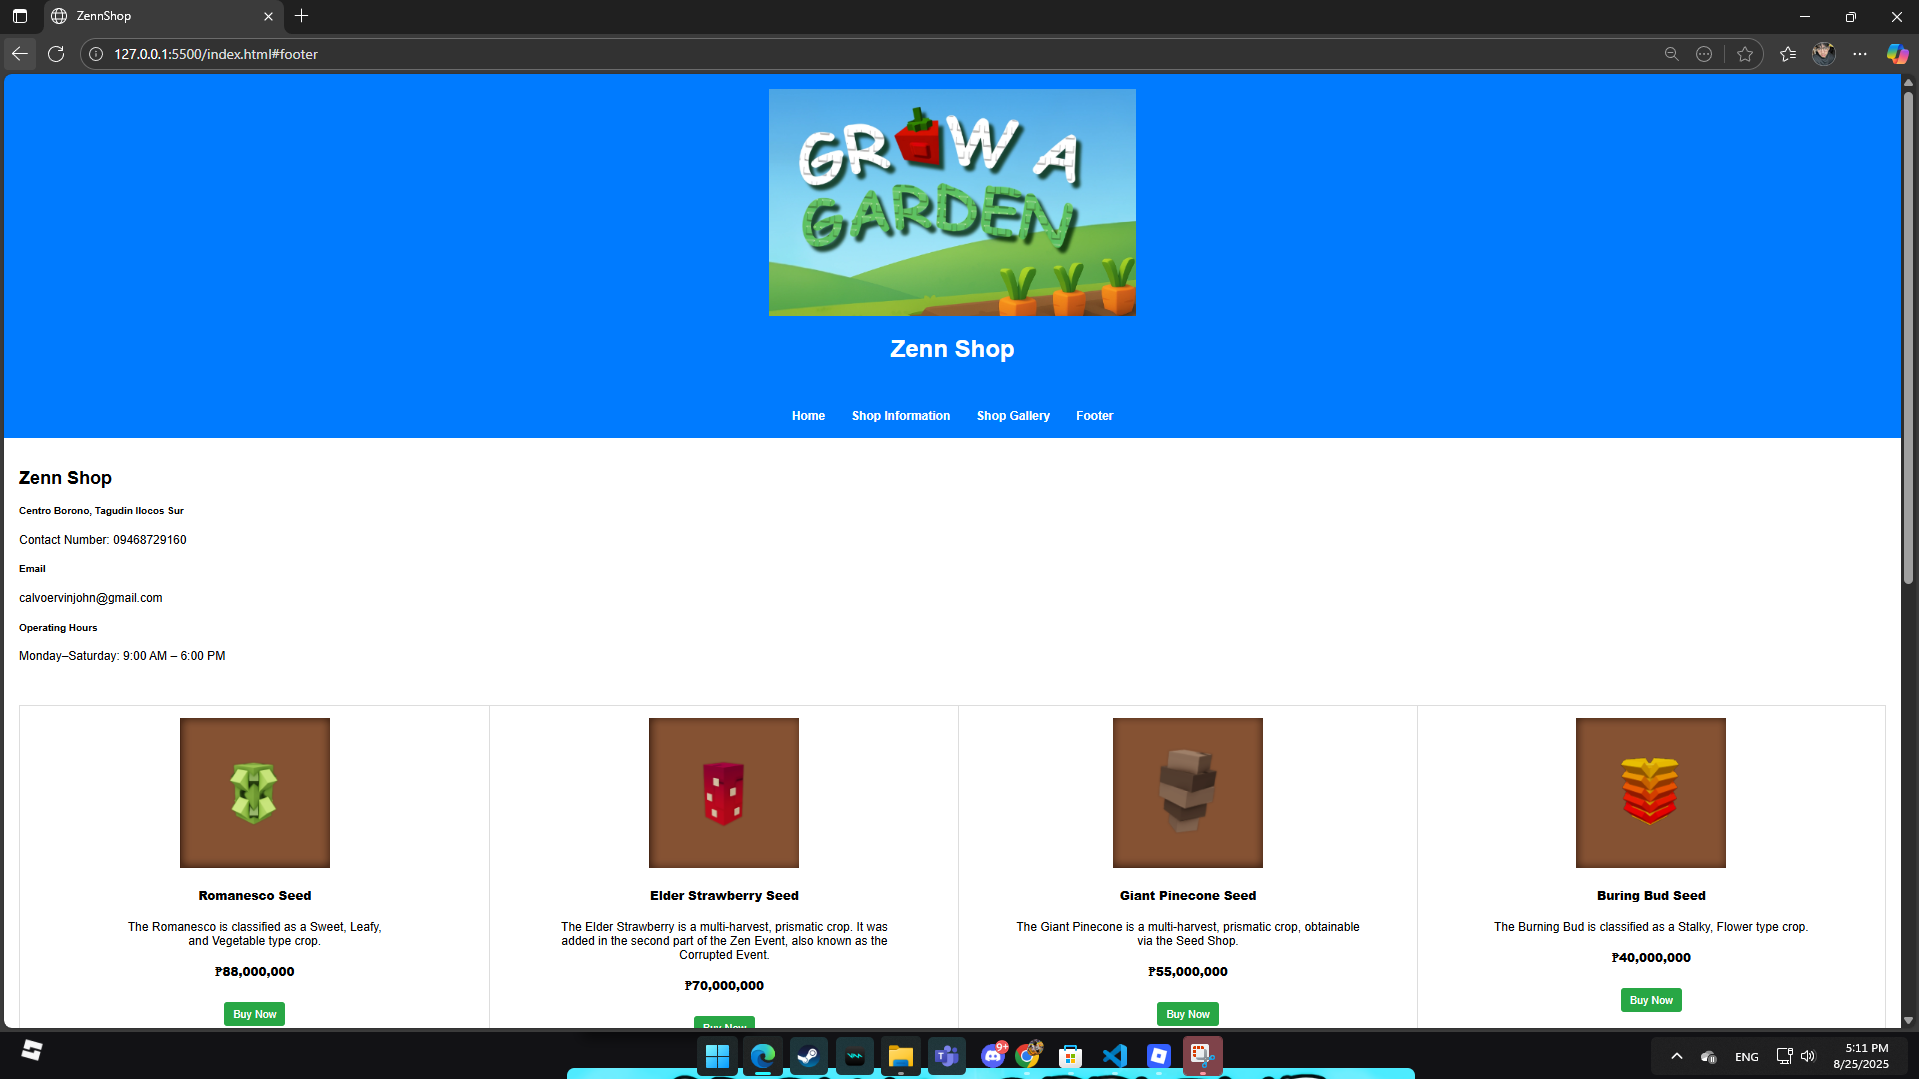 ZennShop
127.0.0.1:5500/index.html#footer
GROW A
GARDEN
Zenn Shop
Home Shop Information Shop Gallery Footer
Zenn Shop
Centro Borono, Tagudin Ilocos Sur
Contact Number: 09468729160
Email
calvoervinjohn@gmail.com
Operating Hours
Monday–Saturday: 9:00 AM – 6:00 PM
Romanesco Seed
The Romanesco is classified as a Sweet, Leafy,
and Vegetable type crop.
₱88,000,000
Buy Now
Elder Strawberry Seed
The Elder Strawberry is a multi-harvest, prismatic crop. It was
added in the second part of the Zen Event, also known as the
Corrupted Event.
₱70,000,000
Buy Now
Giant Pinecone Seed
The Giant Pinecone is a multi-harvest, prismatic crop, obtainable
via the Seed Shop.
₱55,000,000
Buy Now
Buring Bud Seed
The Burning Bud is classified as a Stalky, Flower type crop.
₱40,000,000
Buy Now
9+
ENG
5:11 PM
8/25/2025